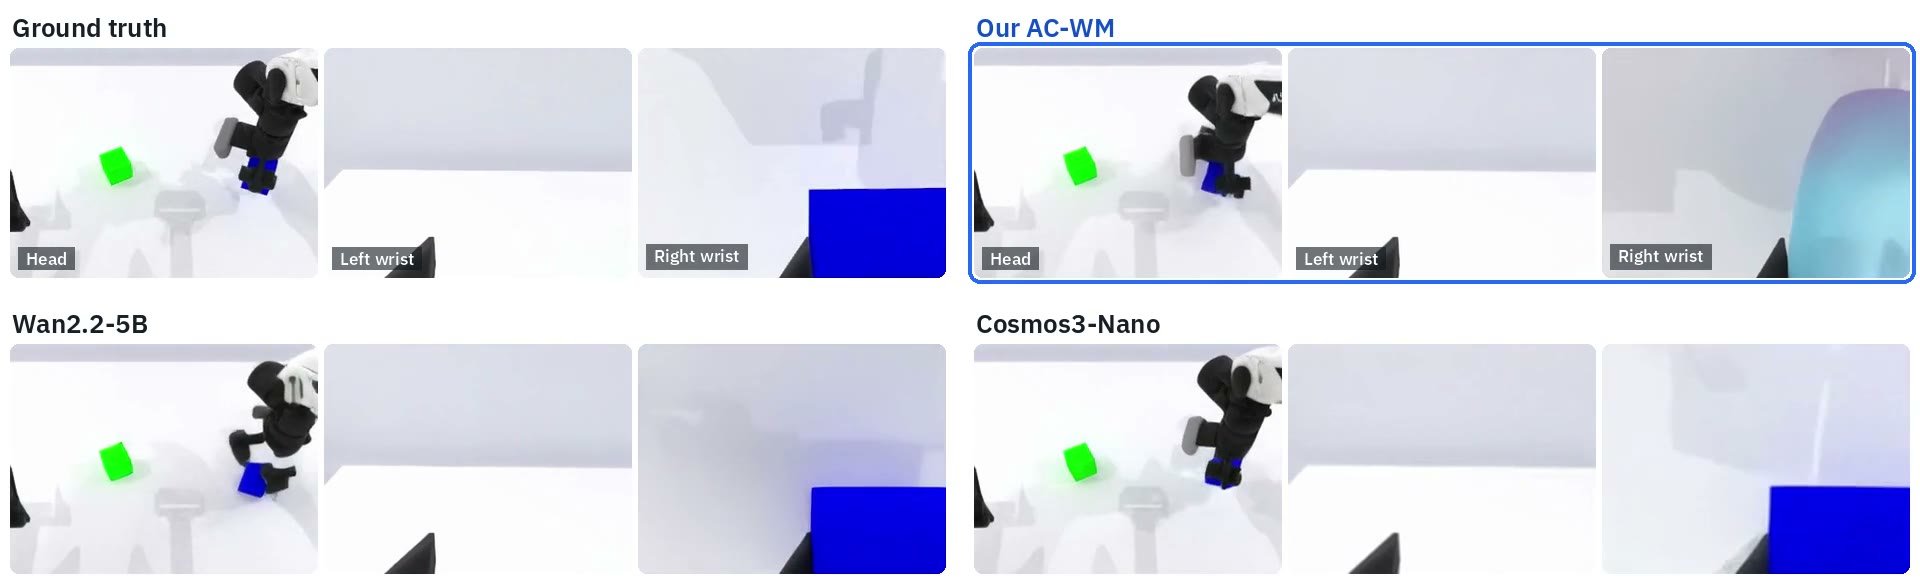 Ground truth
Our AC-WM
Head
Left wrist
Right wrist
Head
Left wrist
Right wrist
Wan2.2-5B
Cosmos3-Nano